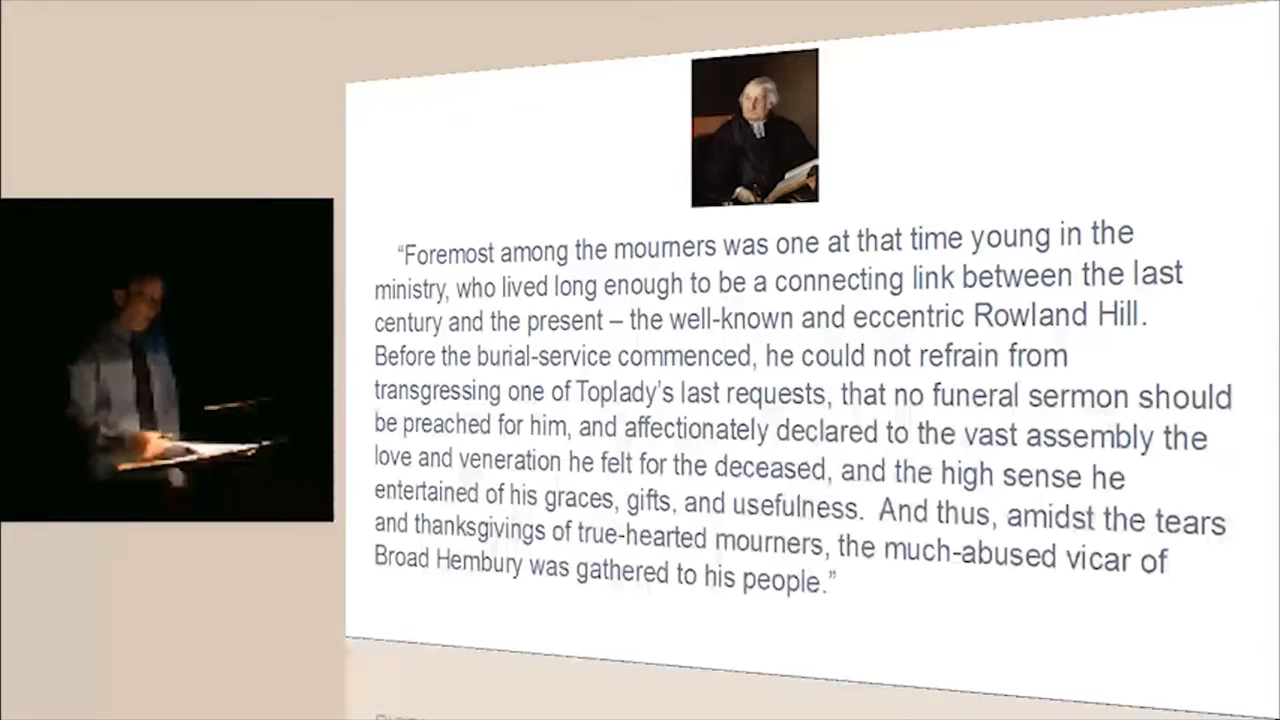 “Foremost among the mourners was one at that time young in the
ministry, who lived long enough to be a connecting link between the last
century and the present – the well-known and eccentric Rowland Hill.
Before the burial-service commenced, he could not refrain from
transgressing one of Toplady’s last requests, that no funeral sermon should
be preached for him, and affectionately declared to the vast assembly the
love and veneration he felt for the deceased, and the high sense he
entertained of his graces, gifts, and usefulness.  And thus, amidst the tears
and thanksgivings of true-hearted mourners, the much-abused vicar of
Broad Hembury was gathered to his people.”